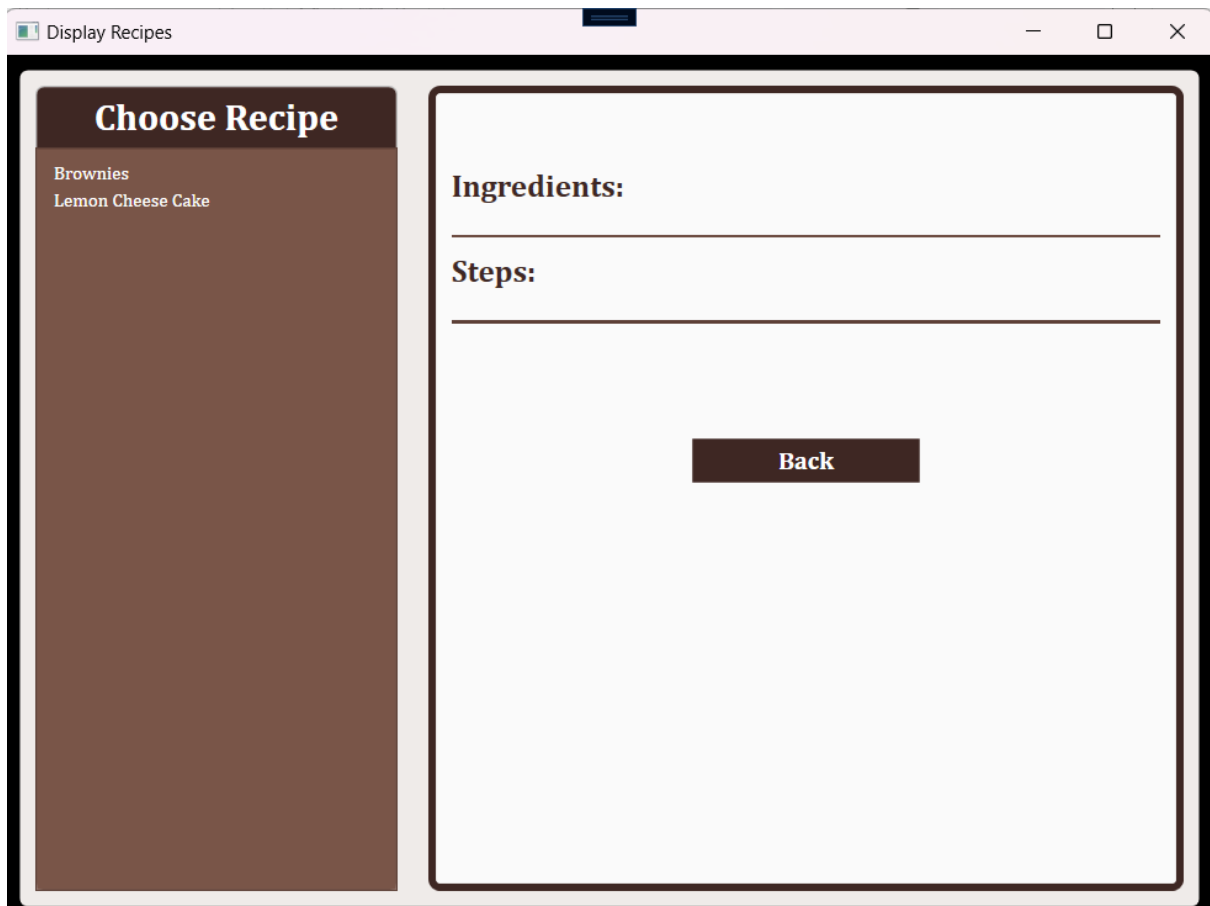 Display Recipes
Choose Recipe
Brownies
Lemon Cheese Cake
Ingredients:
Steps:
Back